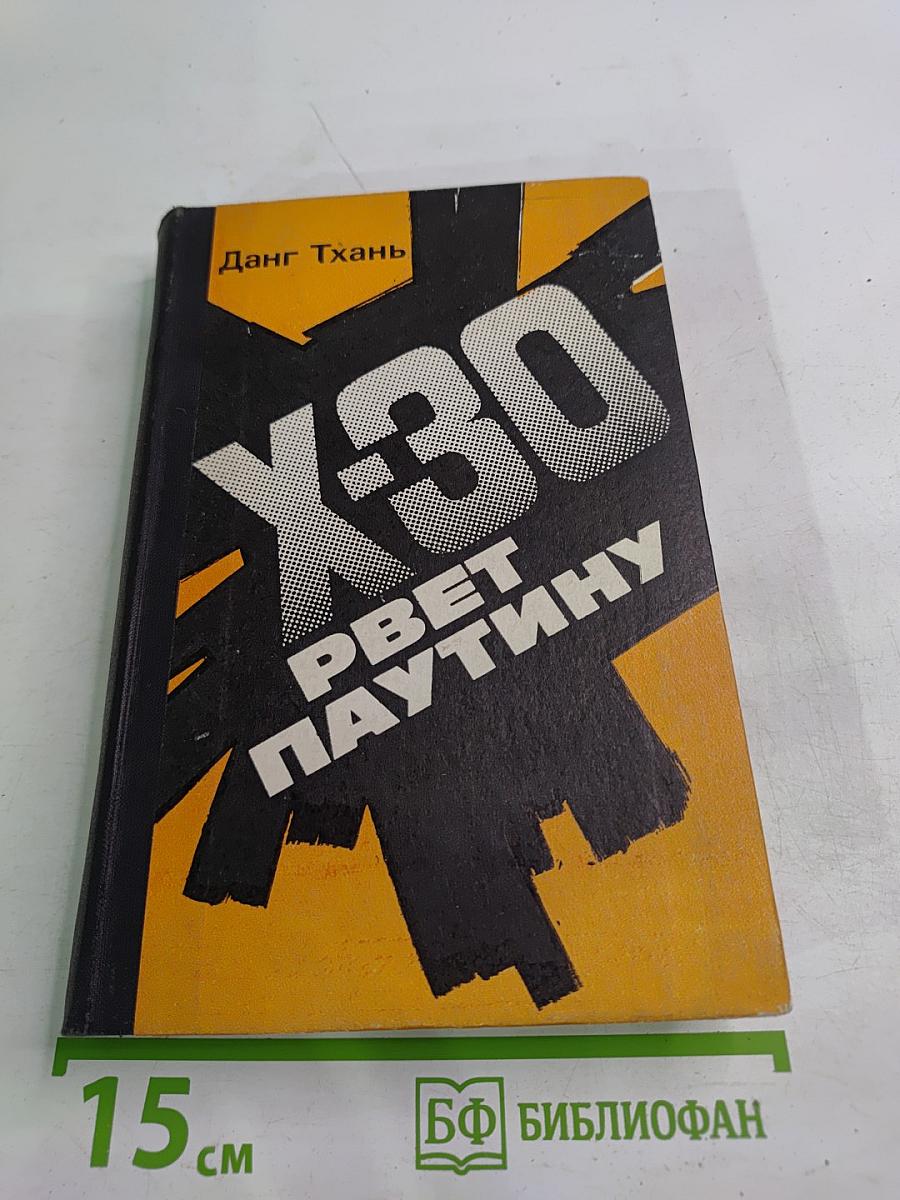 Данг Тхань
Х-30
РВЕТ
ПАУТИНУ
15 см
БФ БИБЛИОФАН